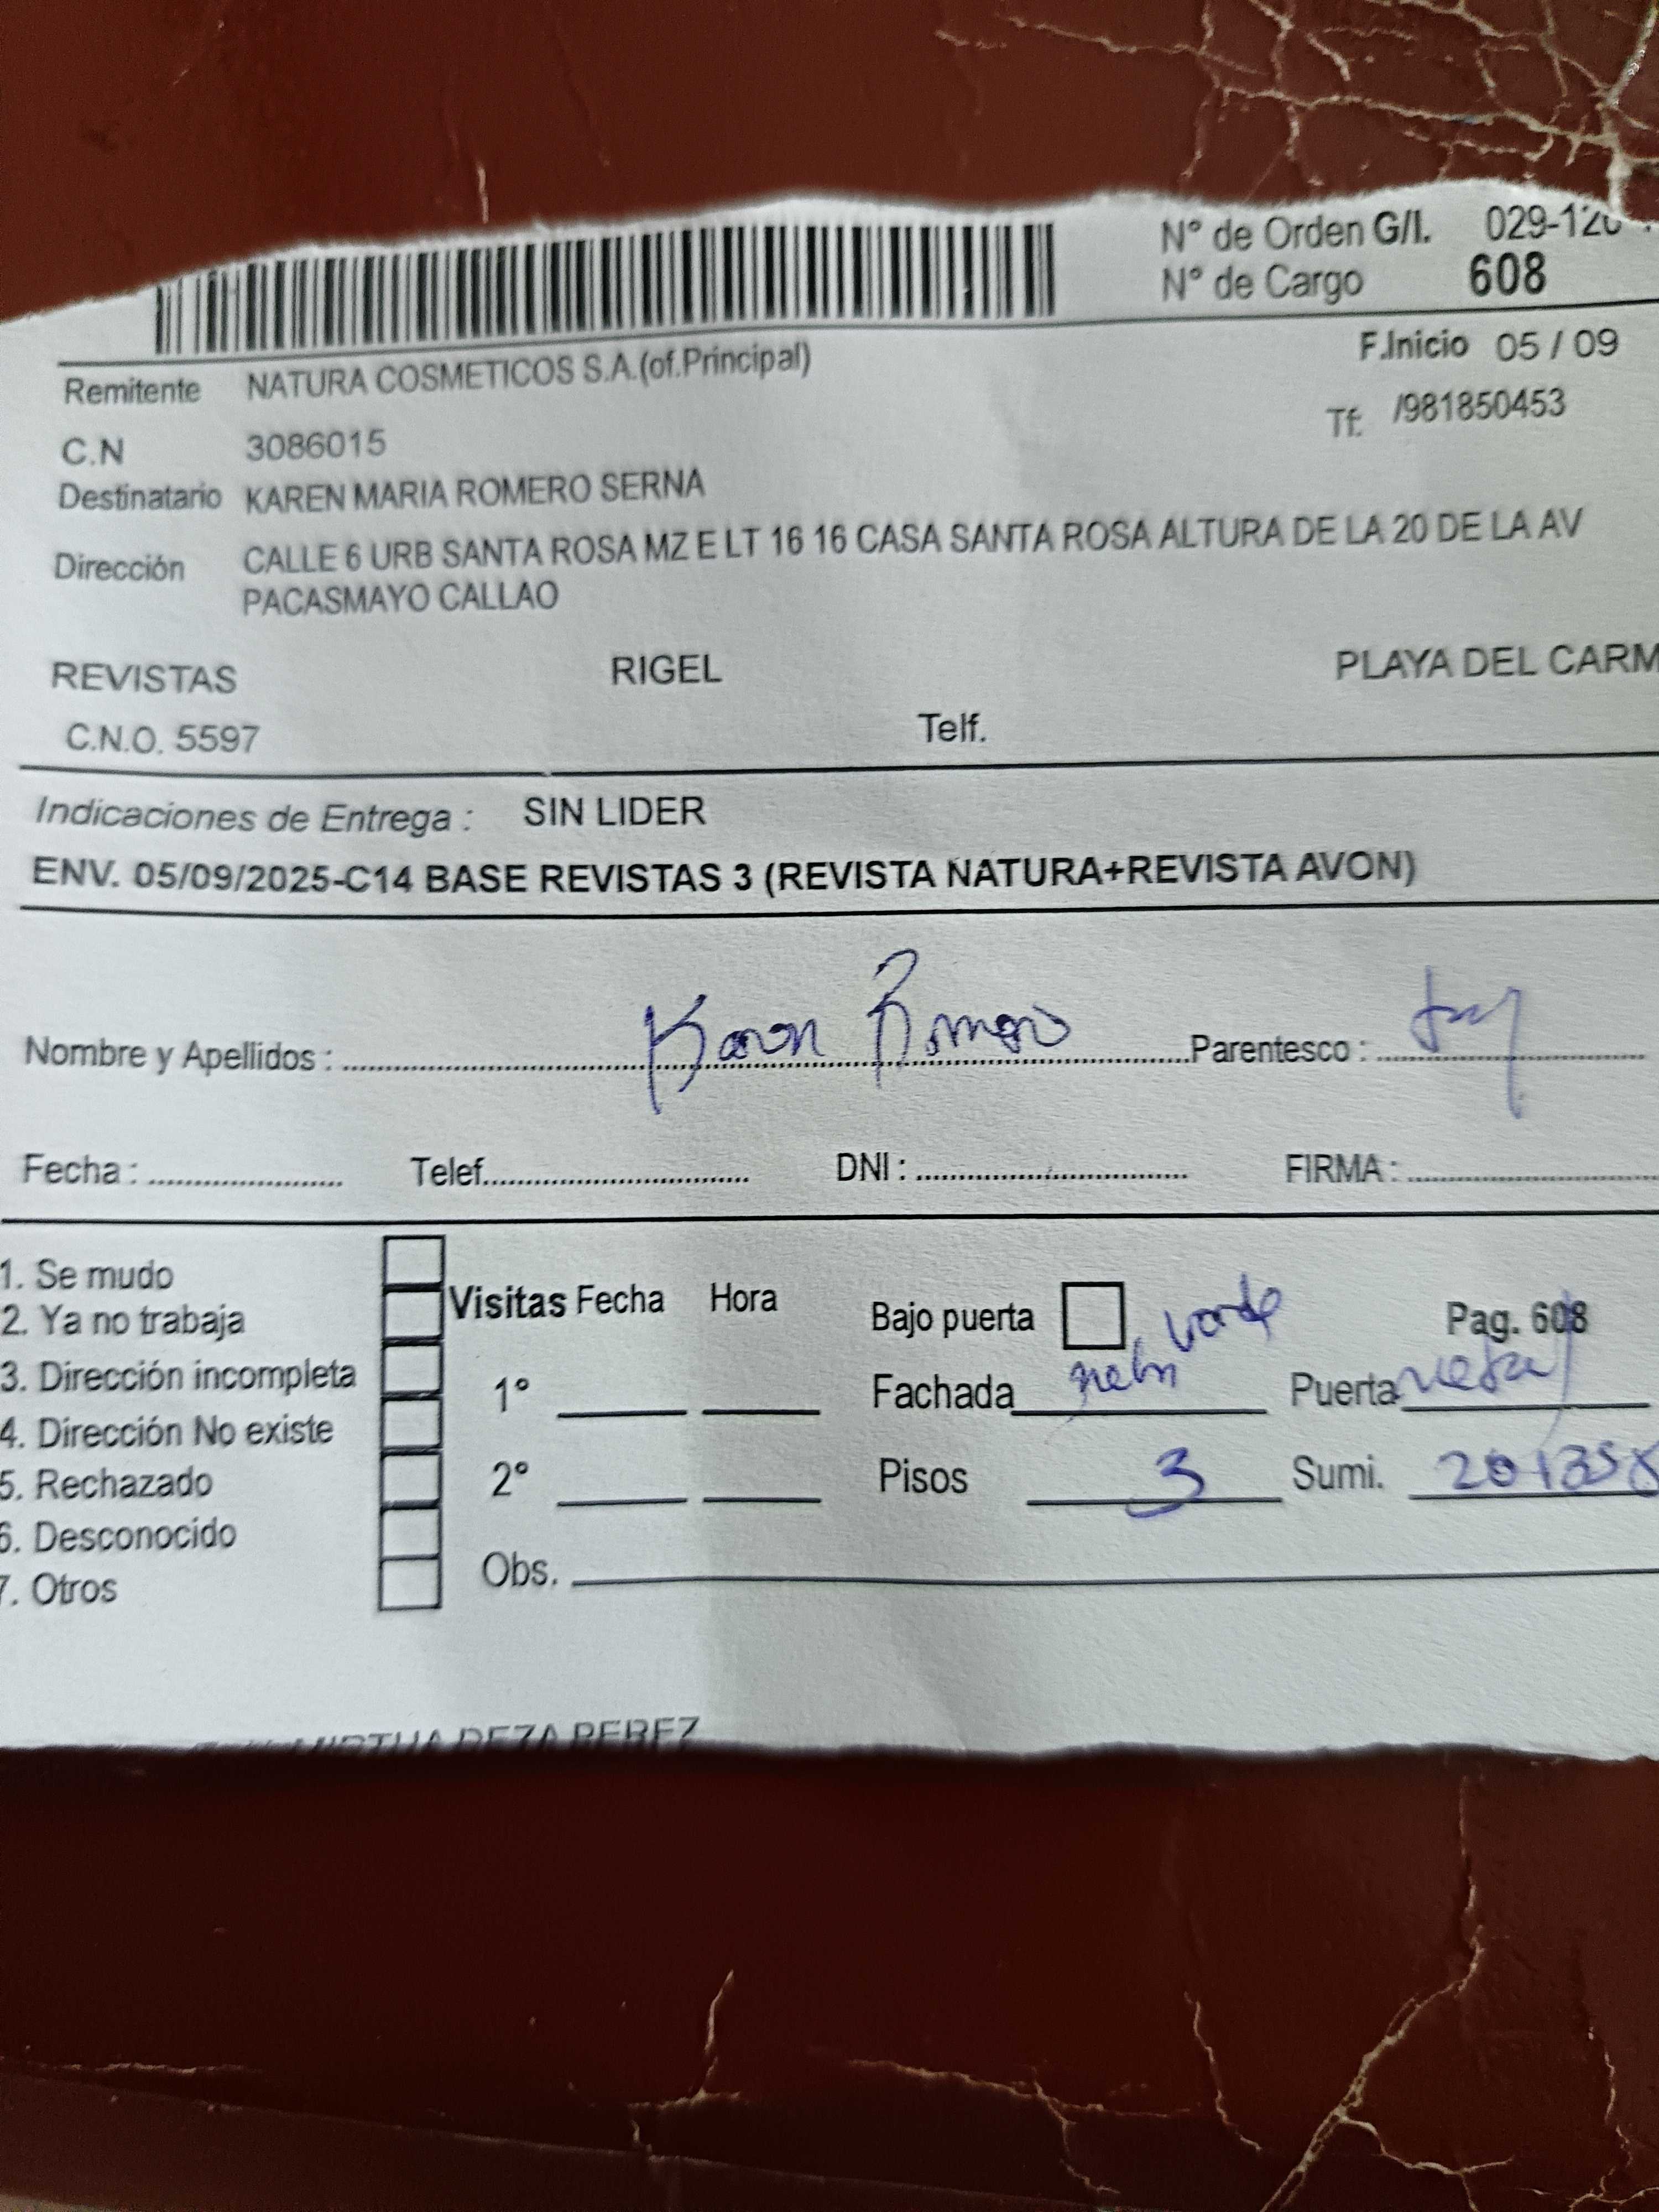 N° de Orden G/I. 029-120
N° de Cargo 608
F.Inicio 05 / 09
Remitente NATURA COSMETICOS S.A.(of.Principal)
Tf. /981850453
C.N 3086015
Destinatario KAREN MARIA ROMERO SERNA
Dirección CALLE 6 URB SANTA ROSA MZ E LT 16 16 CASA SANTA ROSA ALTURA DE LA 20 DE LA AV
PACASMAYO CALLAO
REVISTAS RIGEL PLAYA DEL CARM
C.N.O. 5597 Telf.
Indicaciones de Entrega : SIN LIDER
ENV. 05/09/2025-C14 BASE REVISTAS 3 (REVISTA NATURA+REVISTA AVON)
Nombre y Apellidos : Karen Romero Parentesco :
Fecha : Telef. DNI : FIRMA :
1. Se mudo
2. Ya no trabaja
3. Dirección incompleta
4. Dirección No existe
5. Rechazado
6. Desconocido
7. Otros
Visitas Fecha Hora
1°
2°
Obs.
Bajo puerta Pag. 608
verde
Fachada Puerta
Pisos 3 Sumi.
MIRTHA DEZA PEREZ